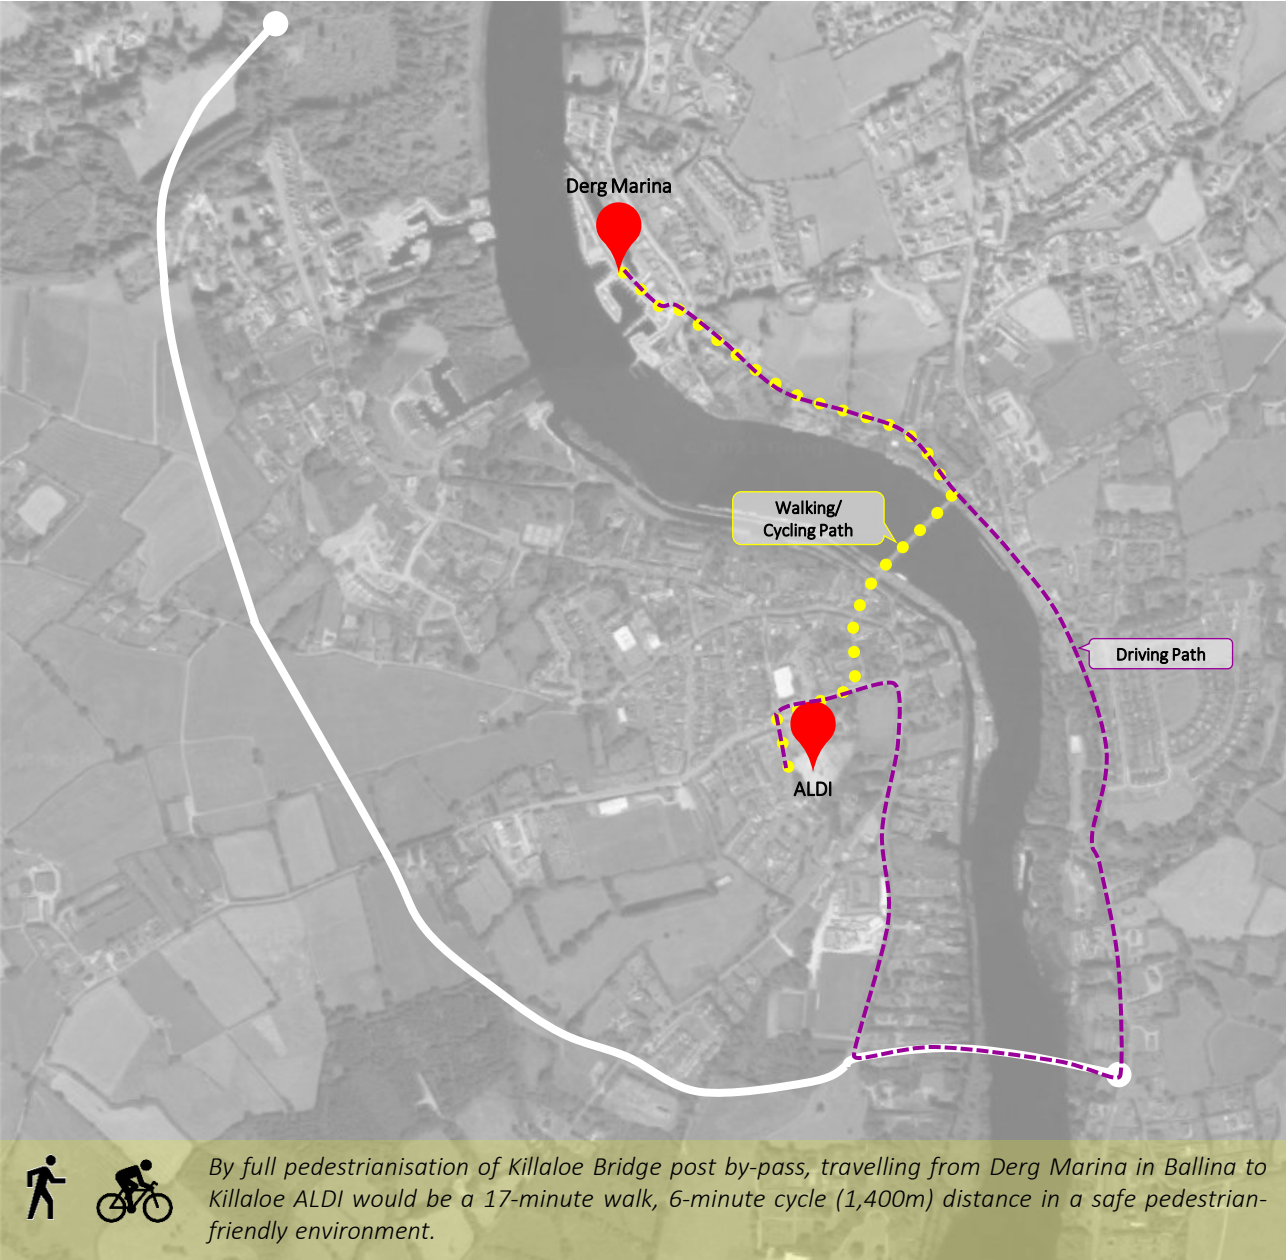 Derg Marina
Walking/
Cycling Path
Driving Path
ALDI
By full pedestrianisation of Killaloe Bridge post by-pass, travelling from Derg Marina in Ballina to
Killaloe ALDI would be a 17-minute walk, 6-minute cycle (1,400m) distance in a safe pedestrian-
friendly environment.